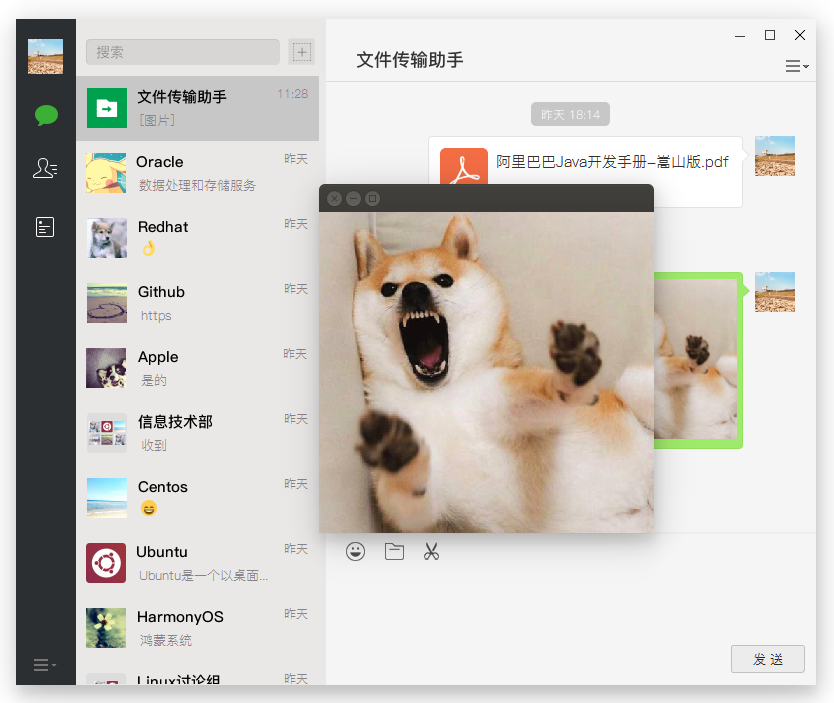 搜索
文件传输助手
11:28
[图片]
Oracle
昨天
数据处理和存储服务
Redhat
昨天
Github
昨天
https
Apple
昨天
是的
信息技术部
昨天
收到
Centos
昨天
Ubuntu
昨天
Ubuntu是一个以桌面...
HarmonyOS
昨天
鸿蒙系统
Linux讨论组
昨天
文件传输助手
昨天 18:14
阿里巴巴Java开发手册-嵩山版.pdf
发 送